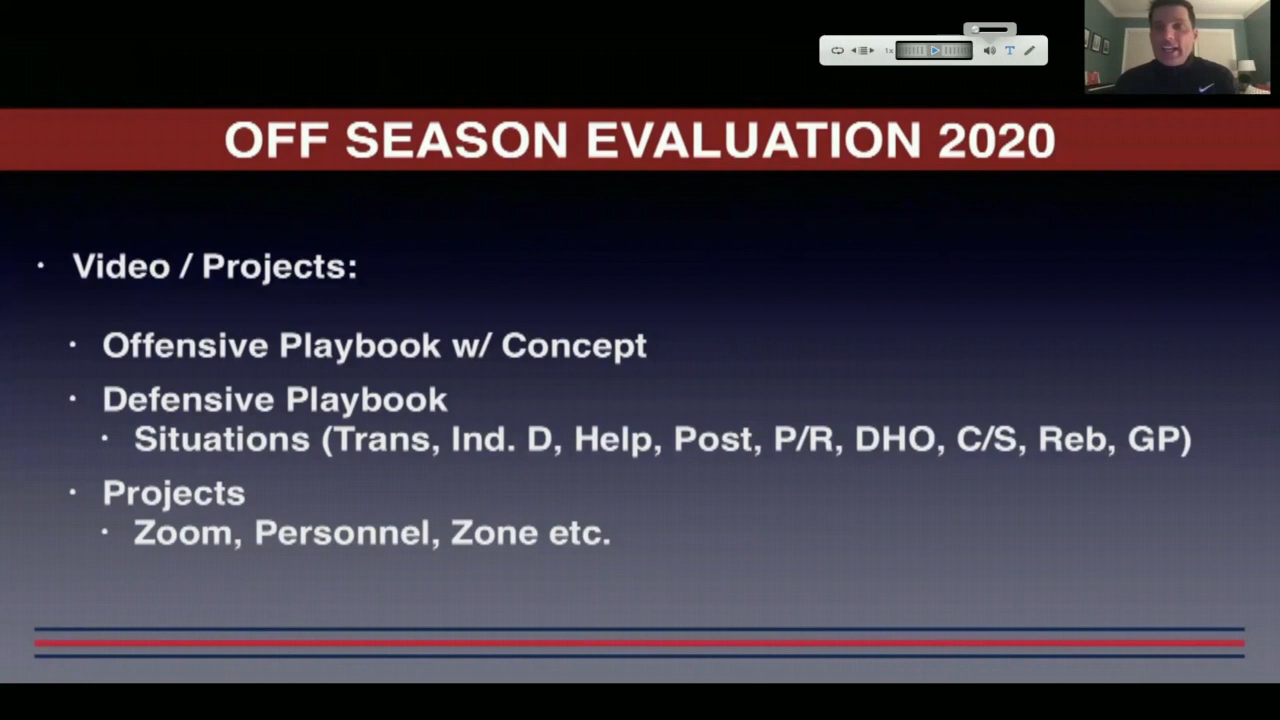 1x
T
OFF SEASON EVALUATION 2020
• Video / Projects:
• Offensive Playbook w/ Concept
• Defensive Playbook
• Situations (Trans, Ind. D, Help, Post, P/R, DHO, C/S, Reb, GP)
• Projects
• Zoom, Personnel, Zone etc.